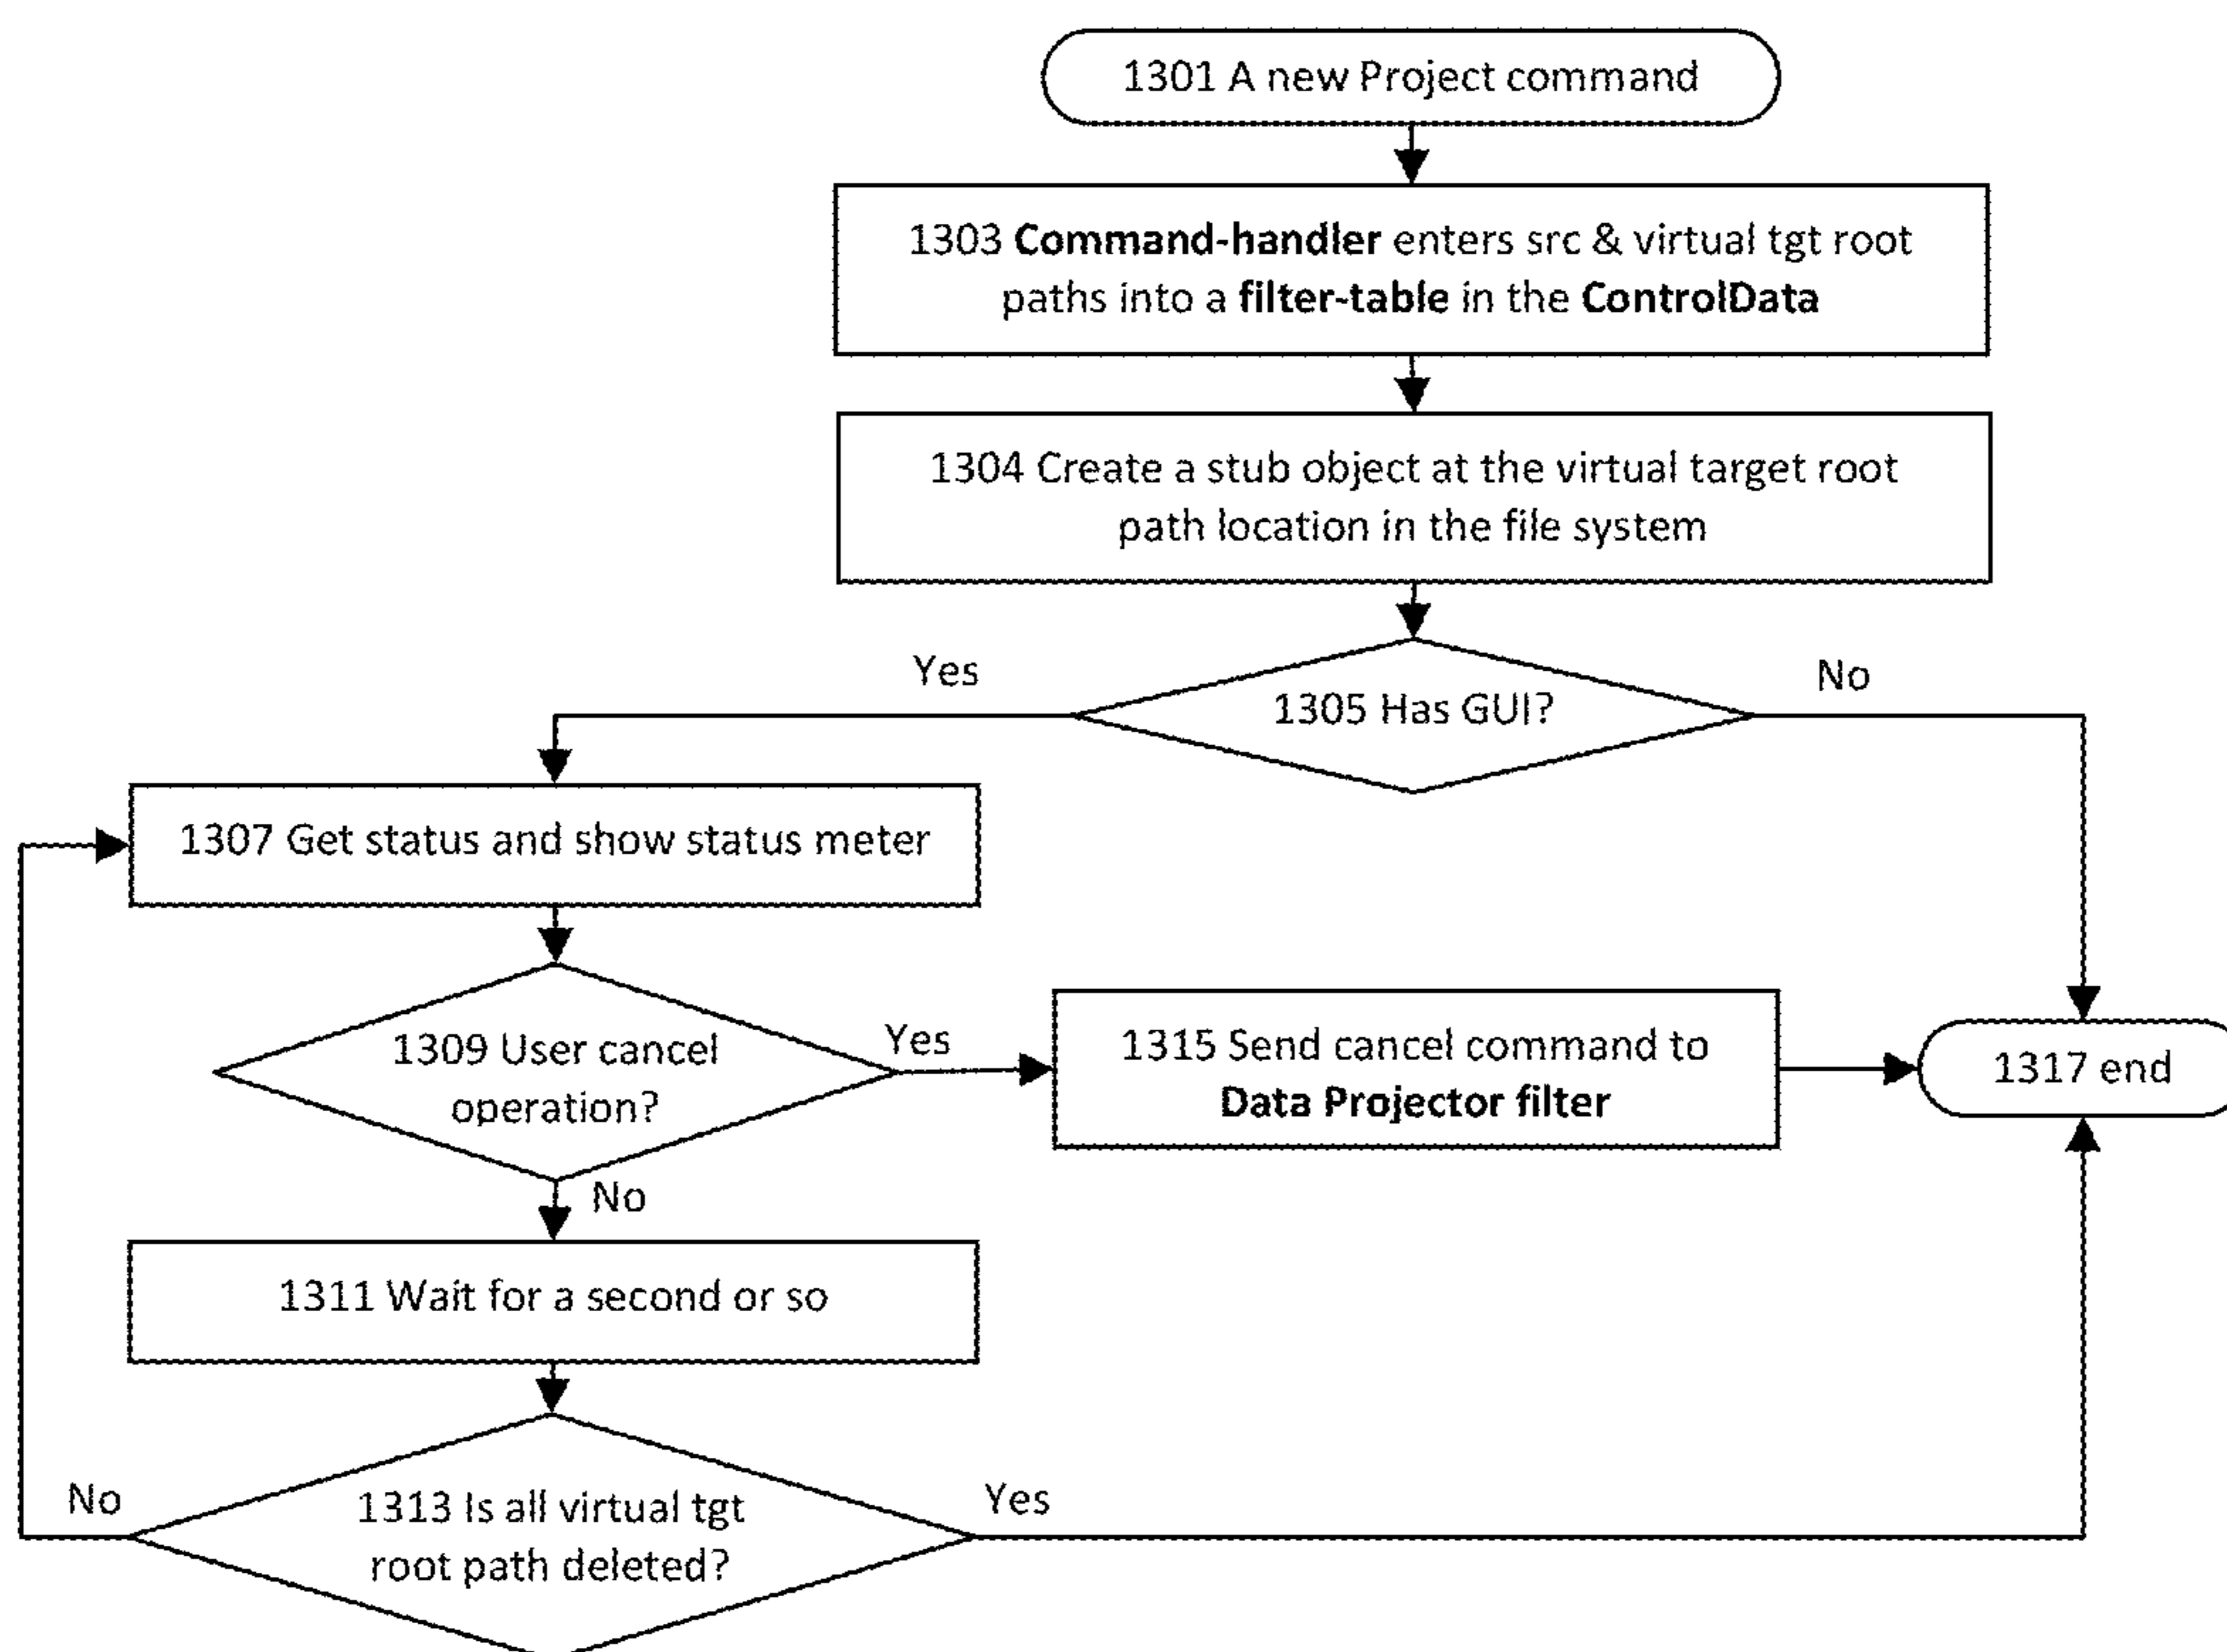 1301 A new Project command
1303 Command-handler enters src & virtual tgt root
paths into a filter-table in the ControlData
1304 Create a stub object at the virtual target root
path location in the file system
Yes
No
1305 Has GUI?
1307 Get status and show status meter
1309 User cancel
operation?
Yes
1315 Send cancel command to
Data Projector filter
1317 end
No
1311 Wait for a second or so
No
Yes
1313 Is all virtual tgt
root path deleted?